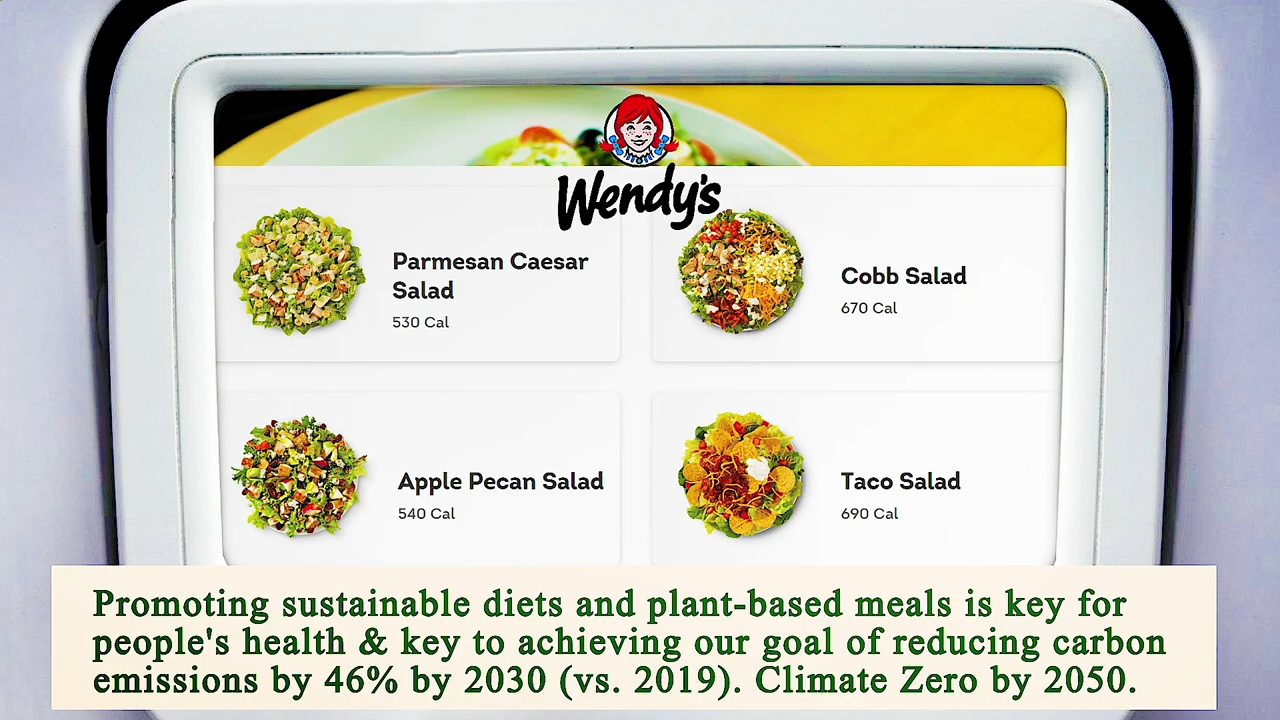 Wendy's
Parmesan Caesar
Salad
530 Cal
Cobb Salad
670 Cal
Apple Pecan Salad
540 Cal
Taco Salad
690 Cal
Promoting sustainable diets and plant-based meals is key for
people's health & key to achieving our goal of reducing carbon
emissions by 46% by 2030 (vs. 2019). Climate Zero by 2050.